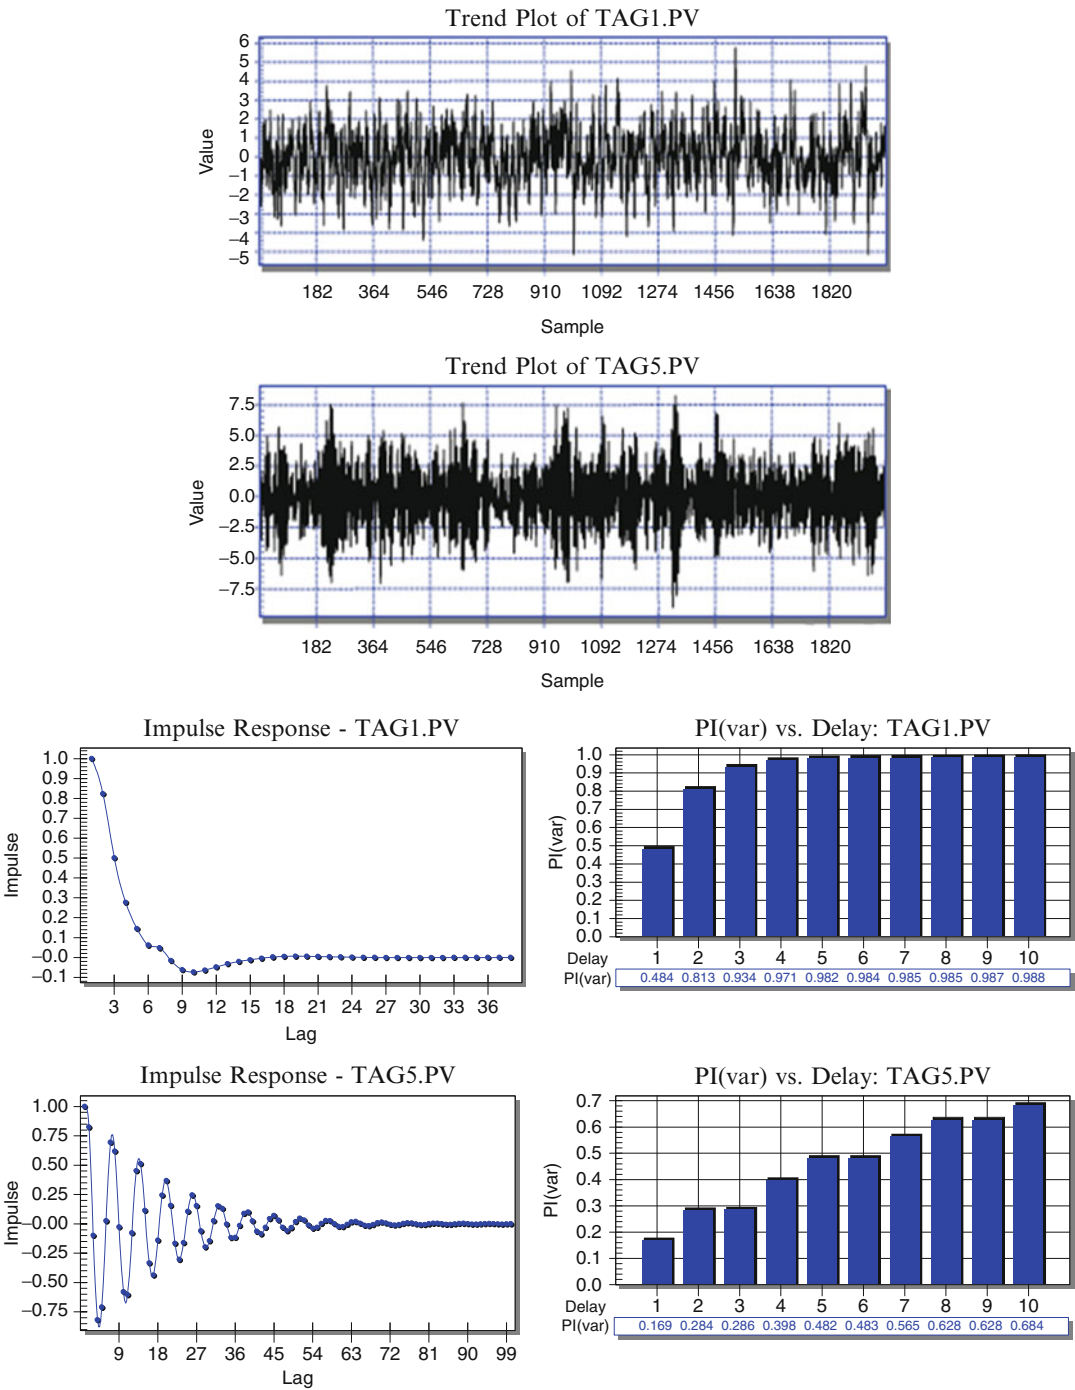 Trend Plot of TAG1.PV
6
5
4
3
2
1
0
−1
−2
−3
−4
−5
Value
182 364 546 728 910 1092 1274 1456 1638 1820
Sample
Trend Plot of TAG5.PV
7.5
5.0
2.5
0.0
−2.5
−5.0
−7.5
Value
182 364 546 728 910 1092 1274 1456 1638 1820
Sample
Impulse Response - TAG1.PV
1.0
0.9
0.8
0.7
0.6
0.5
0.4
0.3
0.2
0.1
−0.0
−0.1
Impulse
3 6 9 12 15 18 21 24 27 30 33 36
Lag
PI(var) vs. Delay: TAG1.PV
1.0
0.9
0.8
0.7
0.6
0.5
0.4
0.3
0.2
0.1
0.0
PI(var)
Delay 1 2 3 4 5 6 7 8 9 10
PI(var) 0.484 0.813 0.934 0.971 0.982 0.984 0.985 0.985 0.987 0.988
Impulse Response - TAG5.PV
1.00
0.75
0.50
0.25
−0.00
−0.25
−0.50
−0.75
Impulse
9 18 27 36 45 54 63 72 81 90 99
Lag
PI(var) vs. Delay: TAG5.PV
0.7
0.6
0.5
0.4
0.3
0.2
0.1
0.0
PI(var)
Delay 1 2 3 4 5 6 7 8 9 10
PI(var) 0.169 0.284 0.286 0.398 0.482 0.483 0.565 0.628 0.628 0.684